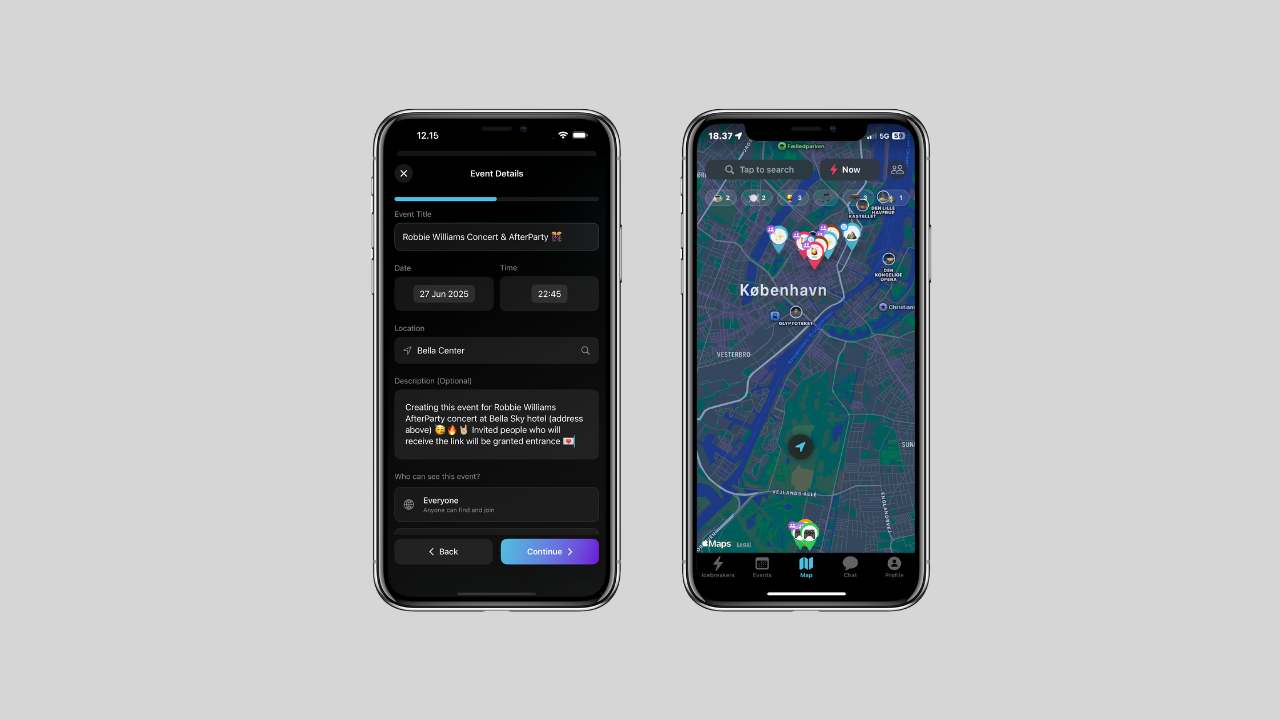 12.15
Event Details
Event Title
Robbie Williams Concert & AfterParty 🎊
Date
Time
27 Jun 2025
22:45
Location
Bella Center
Description (Optional)
Creating this event for Robbie Williams
AfterParty concert at Bella Sky hotel (address
above) 🥳🔥🤘 Invited people who will
receive the link will be granted entrance 💌
Who can see this event?
Everyone
Anyone can find and join
Back
Continue
18.37
5G
59
Fælledparken
Tap to search
Now
2
2
3
3
1
KASTELLET
DEN LILLE
HAVFRUE
DEN
KONGELIGE
OPERA
København
Christians
GLYPTOTEKET
VESTERBRO
SUN
VEJLANDS ALLÉ
ENGLANDSVEJ
Maps
Legal
Icebreakers
Events
Map
Chat
Profile